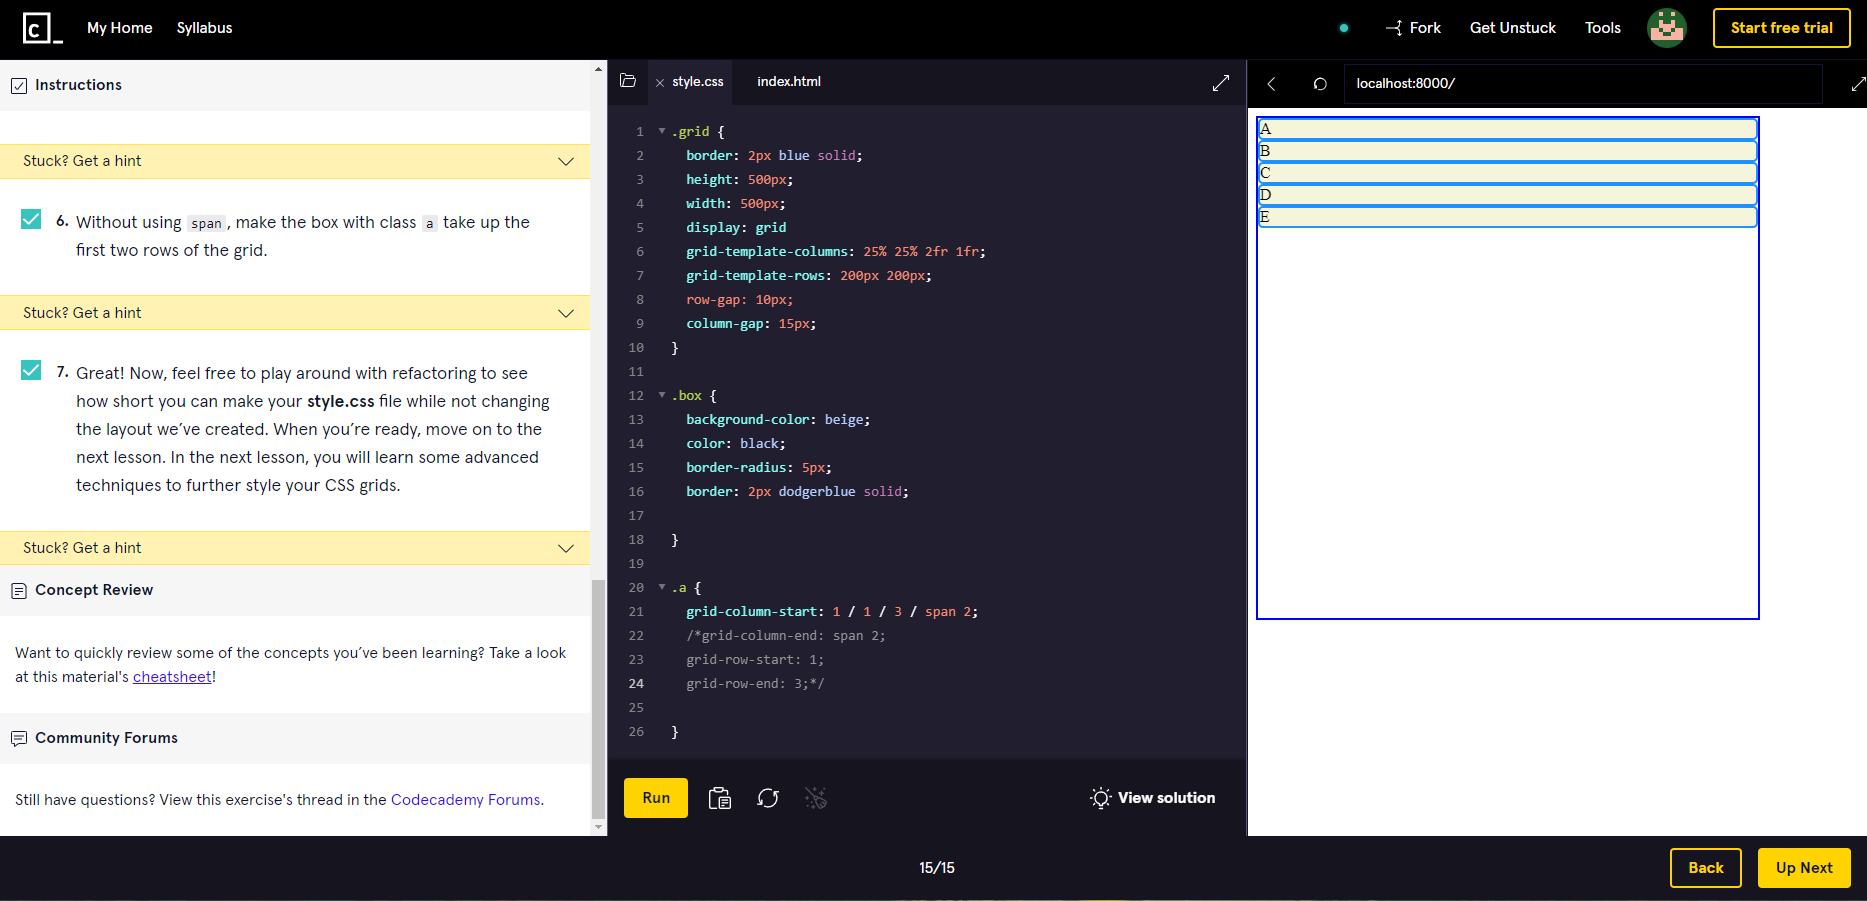 My Home Syllabus Fork Get Unstuck Tools Start free trial
Instructions
Stuck? Get a hint
6. Without using span, make the box with class a take up the
first two rows of the grid.
Stuck? Get a hint
7. Great! Now, feel free to play around with refactoring to see
how short you can make your style.css file while not changing
the layout we've created. When you're ready, move on to the
next lesson. In the next lesson, you will learn some advanced
techniques to further style your CSS grids.
Stuck? Get a hint
Concept Review
Want to quickly review some of the concepts you've been learning? Take a look
at this material's cheatsheet!
Community Forums
Still have questions? View this exercise's thread in the Codecademy Forums.
style.css index.html
1 .grid {
2 border: 2px blue solid;
3 height: 500px;
4 width: 500px;
5 display: grid
6 grid-template-columns: 25% 25% 2fr 1fr;
7 grid-template-rows: 200px 200px;
8 row-gap: 10px;
9 column-gap: 15px;
10 }
11
12 .box {
13 background-color: beige;
14 color: black;
15 border-radius: 5px;
16 border: 2px dodgerblue solid;
17
18 }
19
20 .a {
21 grid-column-start: 1 / 1 / 3 / span 2;
22 /*grid-column-end: span 2;
23 grid-row-start: 1;
24 grid-row-end: 3;*/
25
26 }
Run View solution
localhost:8000/
A
B
C
D
E
15/15 Back Up Next